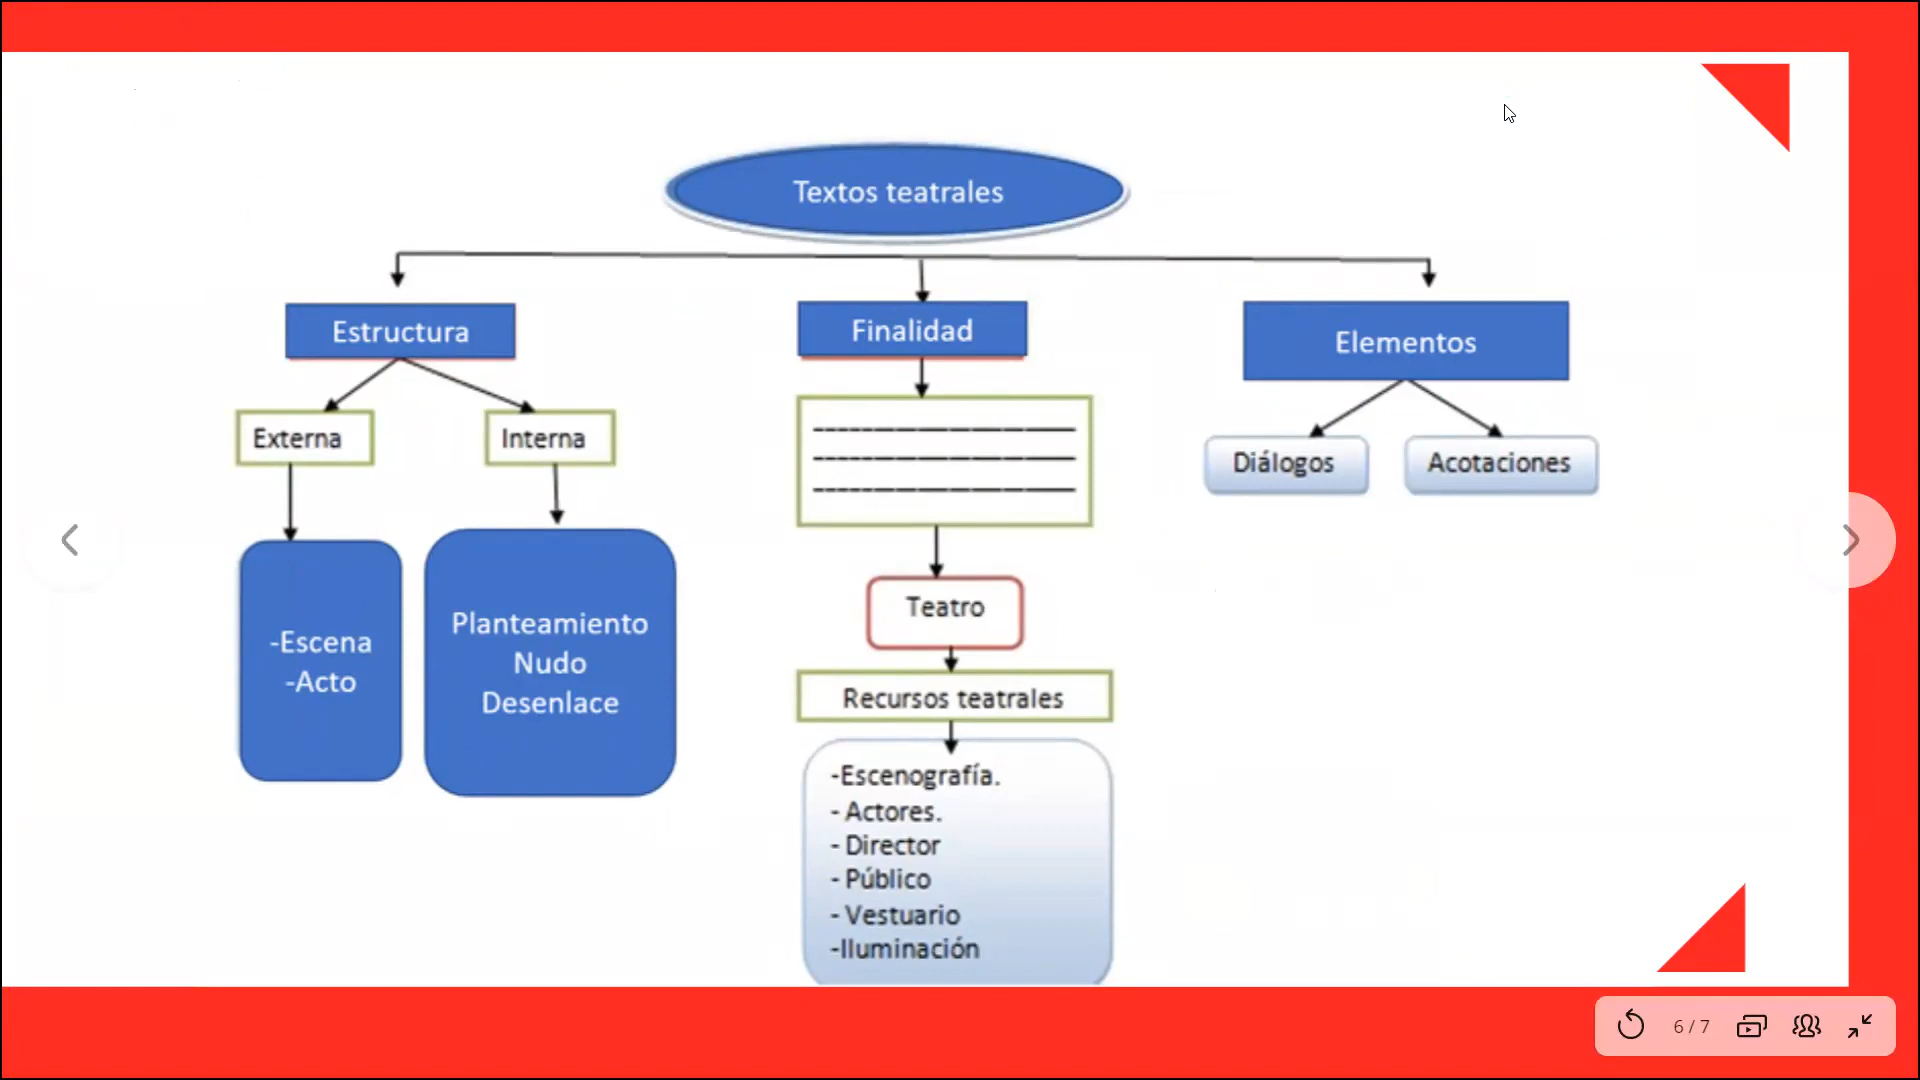 Textos teatrales
Estructura
Finalidad
Elementos
Externa
Interna
Diálogos
Acotaciones
-Escena
-Acto
Planteamiento
Nudo
Desenlace
Teatro
Recursos teatrales
-Escenografía.
- Actores.
- Director
- Público
- Vestuario
-Iluminación
6 / 7